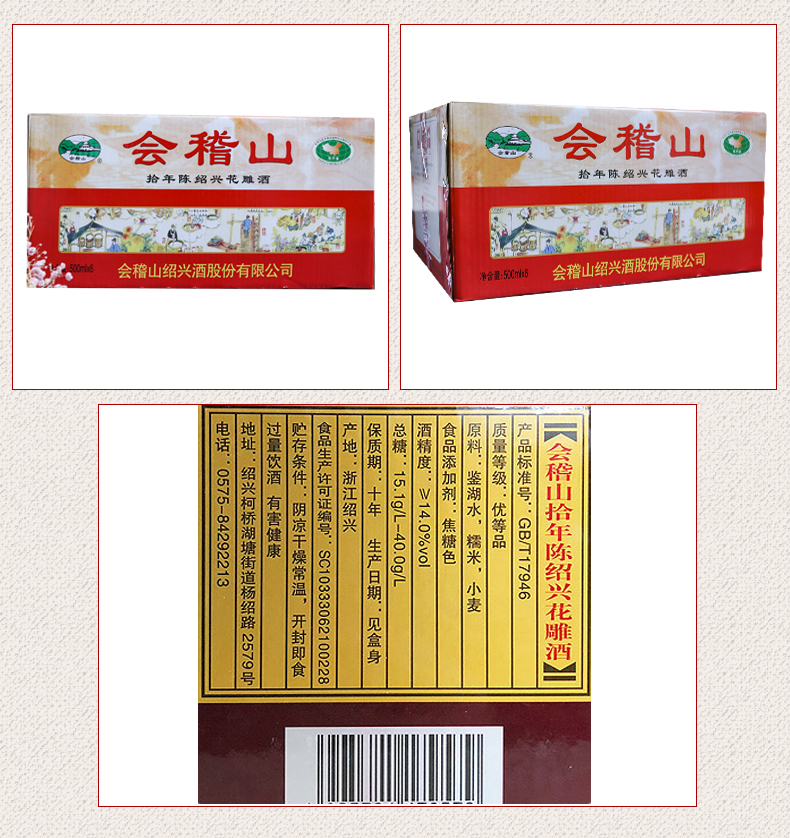 会稽山
会稽山
®
拾年陈绍兴花雕酒
500mlx6
会稽山绍兴酒股份有限公司
会稽山
会稽山
拾年陈绍兴花雕酒
净含量:500mlx6
会稽山绍兴酒股份有限公司
会稽山拾年陈绍兴花雕酒
产品标准号：GB/T17946
质量等级：优等品
原料：鉴湖水，糯米，小麦
食品添加剂：焦糖色
酒精度：≥14.0%vol
总糖：15.1g/L-40.0g/L
保质期：十年 生产日期：见盒身
产地：浙江绍兴
食品生产许可证编号：SC10333062100228
贮存条件：阴凉干燥常温，开封即食
过量饮酒 有害健康
地址：绍兴柯桥湖塘街道杨绍路2579号
电话：0575-84292213